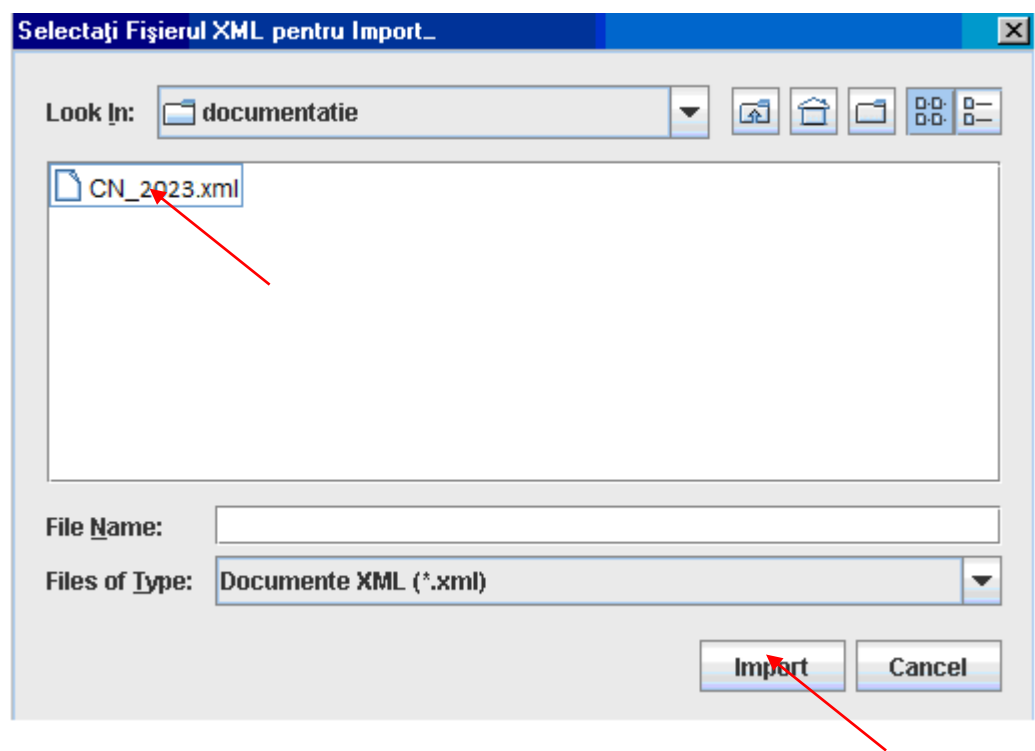 Selectaţi Fişierul XML pentru Import...
Look In: documentatie
CN_2023.xml
File Name:
Files of Type: Documente XML (*.xml)
Import Cancel